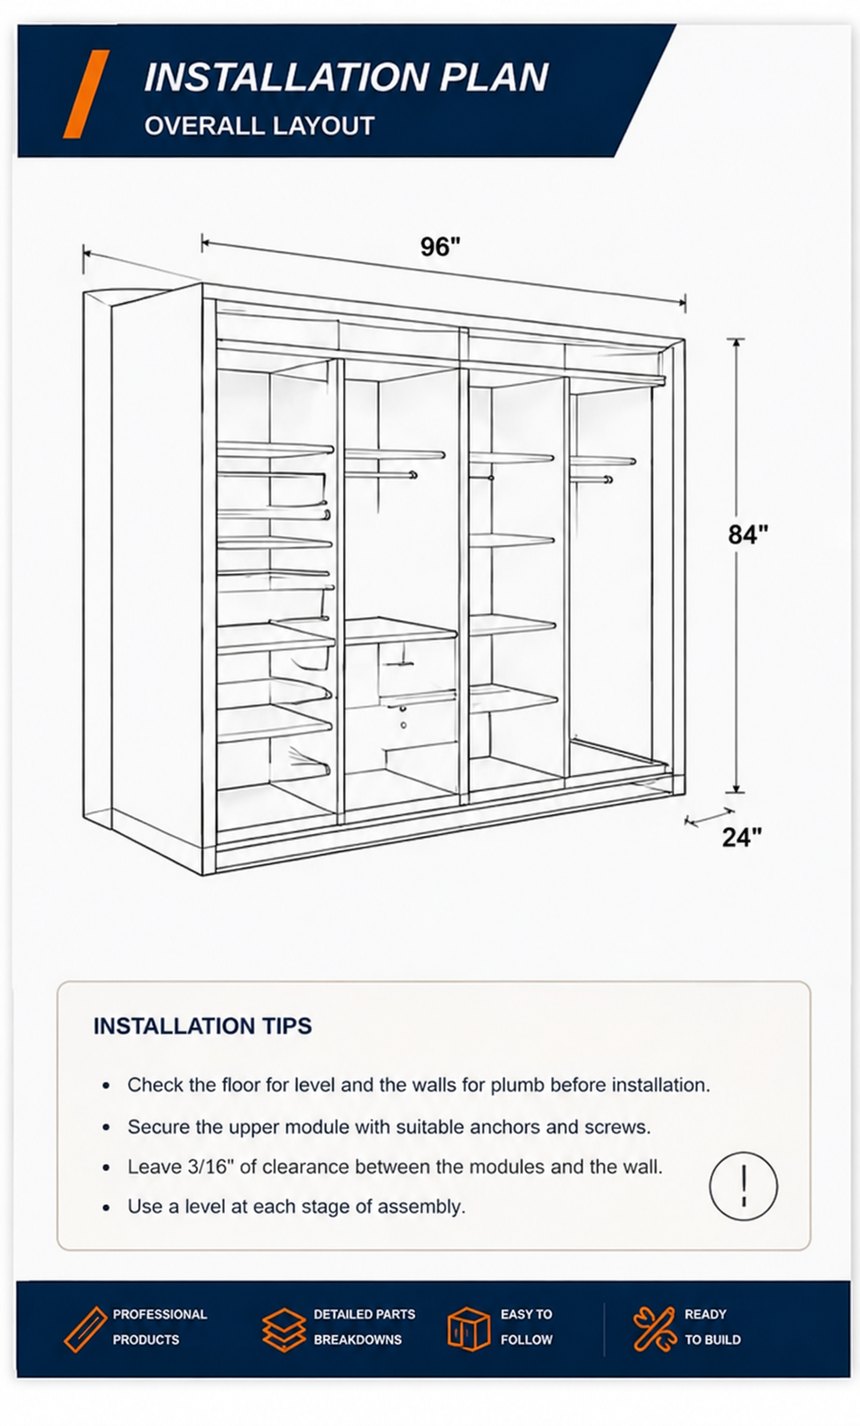 INSTALLATION PLAN
OVERALL LAYOUT
96"
84"
24"
INSTALLATION TIPS
• Check the floor for level and the walls for plumb before installation.
• Secure the upper module with suitable anchors and screws.
• Leave 3/16" of clearance between the modules and the wall.
• Use a level at each stage of assembly.
!
PROFESSIONAL
PRODUCTS
DETAILED PARTS
BREAKDOWNS
EASY TO
FOLLOW
READY
TO BUILD